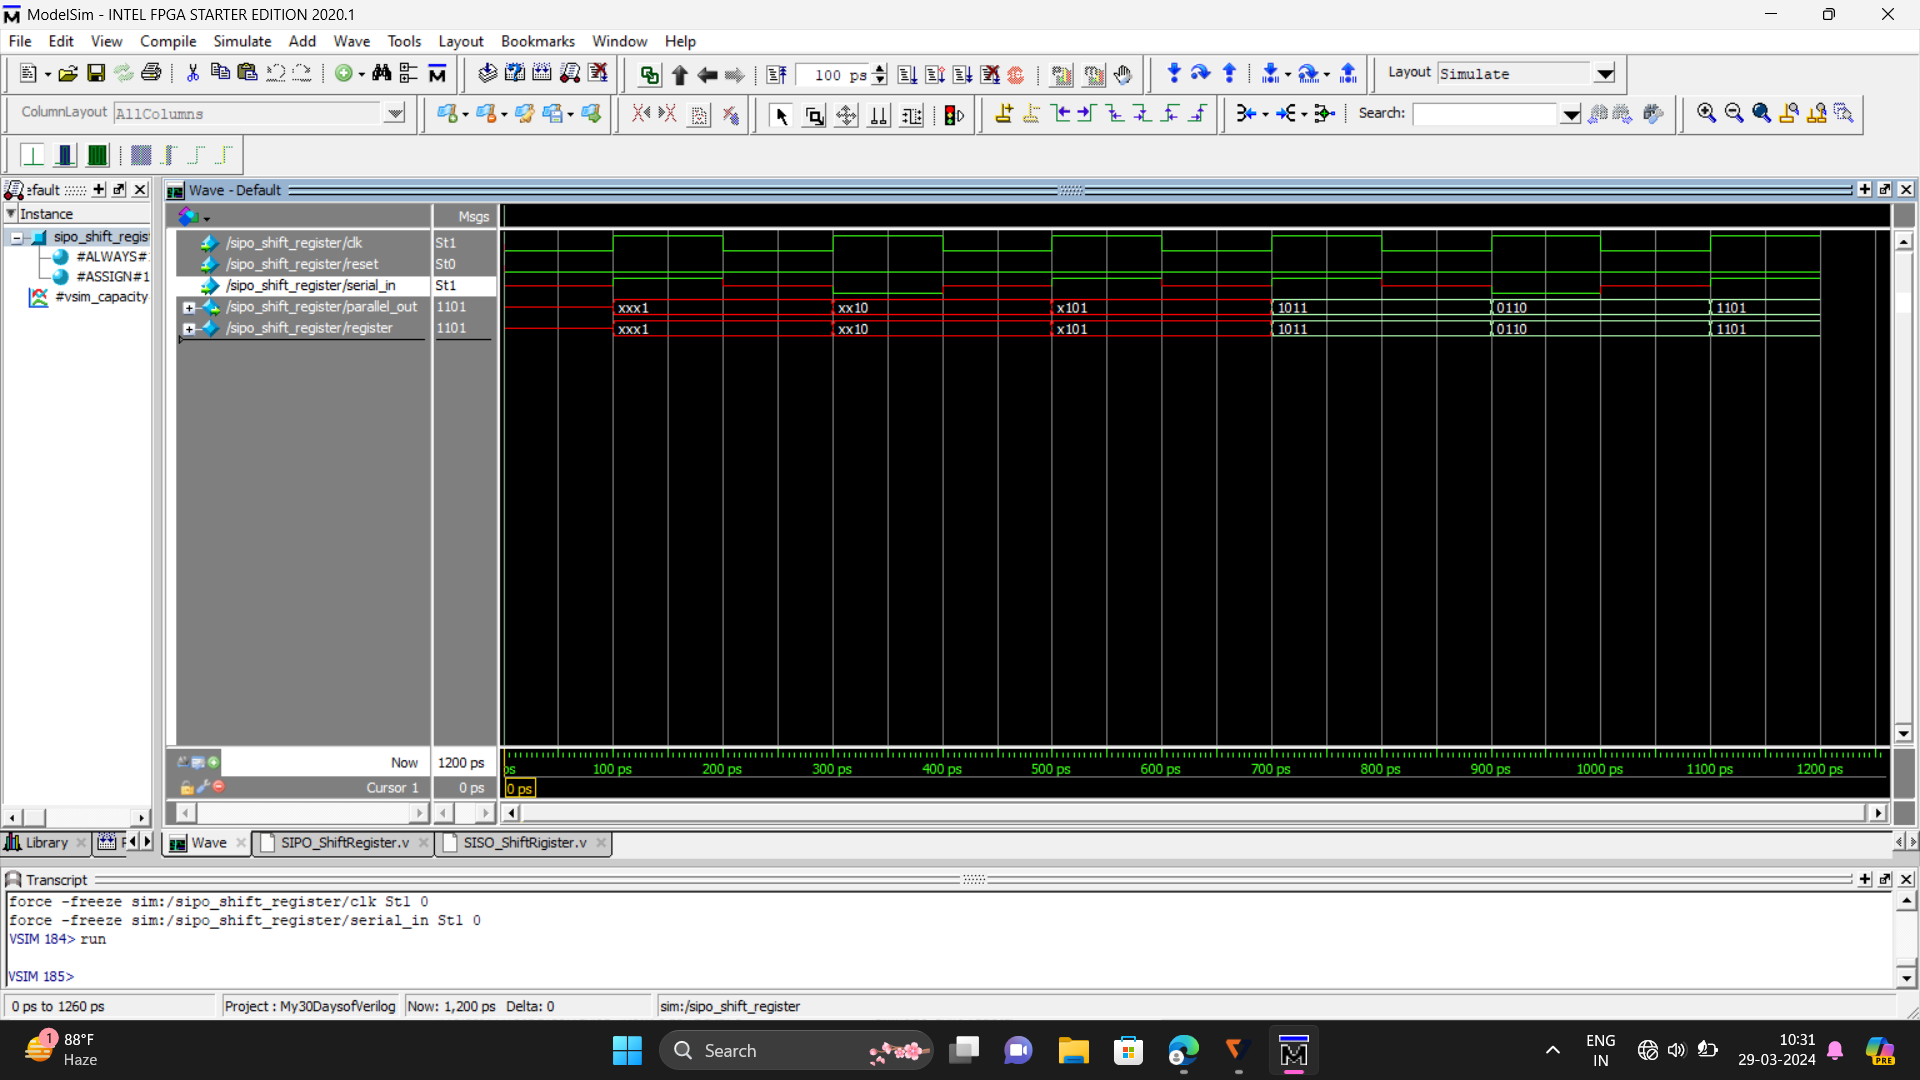 ModelSim - INTEL FPGA STARTER EDITION 2020.1
File Edit View Compile Simulate Add Wave Tools Layout Bookmarks Window Help
100 ps
Layout Simulate
ColumnLayout AllColumns
Search:
efault
Wave - Default
Instance
Msgs
sipo_shift_regis
#ALWAYS#
#ASSIGN#1
#vsim_capacity
/sipo_shift_register/clk St1
/sipo_shift_register/reset St0
/sipo_shift_register/serial_in St1
/sipo_shift_register/parallel_out 1101 xxx1 xx10 x101 1011 0110 1101
/sipo_shift_register/register 1101 xxx1 xx10 x101 1011 0110 1101
Now 1200 ps
ps 100 ps 200 ps 300 ps 400 ps 500 ps 600 ps 700 ps 800 ps 900 ps 1000 ps 1100 ps 1200 ps
Cursor 1 0 ps 0 ps
Library
Wave SIPO_ShiftRegister.v SISO_ShiftRigister.v
Transcript
force -freeze sim:/sipo_shift_register/clk St1 0
force -freeze sim:/sipo_shift_register/serial_in St1 0
VSIM 184> run
VSIM 185>
0 ps to 1260 ps Project : My30DaysofVerilog Now: 1,200 ps Delta: 0 sim:/sipo_shift_register
1 88°F
Haze
Search
ENG
IN
10:31
29-03-2024
PRE